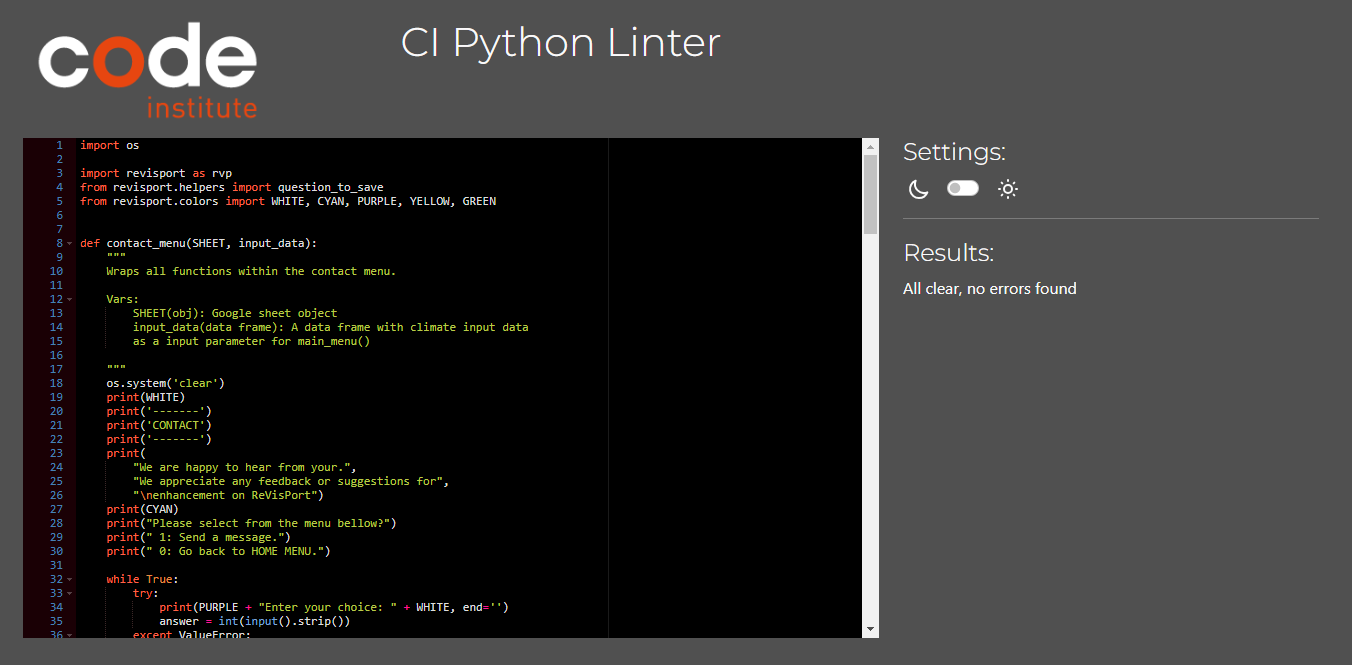 code
institute
CI Python Linter
1 import os
2
3 import revisport as rvp
4 from revisport.helpers import question_to_save
5 from revisport.colors import WHITE, CYAN, PURPLE, YELLOW, GREEN
6
7
8 def contact_menu(SHEET, input_data):
9     """
10     Wraps all functions within the contact menu.
11
12     Vars:
13         SHEET(obj): Google sheet object
14         input_data(data frame): A data frame with climate input data
15         as a input parameter for main_menu()
16
17     """
18     os.system('clear')
19     print(WHITE)
20     print('-------')
21     print('CONTACT')
22     print('-------')
23     print(
24         "We are happy to hear from your.",
25         "We appreciate any feedback or suggestions for",
26         "\nenhancement on ReVisPort")
27     print(CYAN)
28     print("Please select from the menu bellow?")
29     print(" 1: Send a message.")
30     print(" 0: Go back to HOME MENU.")
31
32     while True:
33         try:
34             print(PURPLE + "Enter your choice: " + WHITE, end='')
35             answer = int(input().strip())
36         except ValueError:
Settings:
Results:
All clear, no errors found